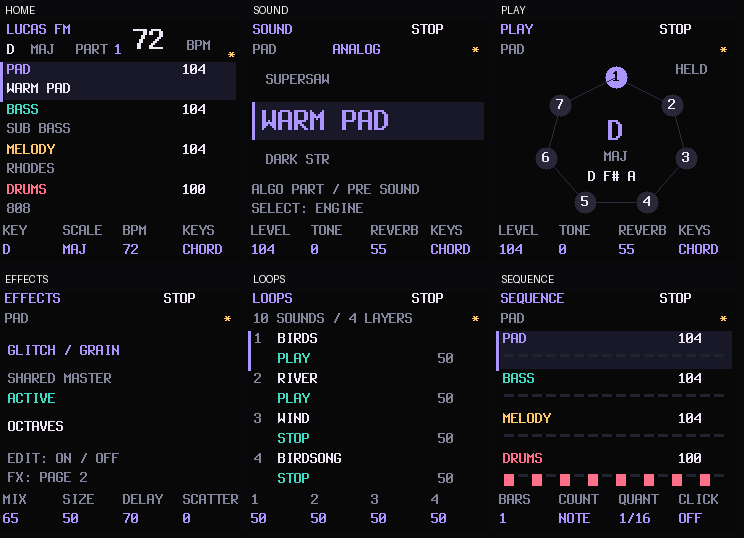 HOME
LUCAS FM
D MAJ PART 1 72 BPM *
PAD 104
WARM PAD
BASS 104
SUB BASS
MELODY 104
RHODES
DRUMS 100
808
KEY SCALE BPM KEYS
D MAJ 72 CHORD
SOUND
SOUND STOP
PAD ANALOG *
SUPERSAW
WARM PAD
DARK STR
ALGO PART / PRE SOUND
SELECT: ENGINE
LEVEL TONE REVERB KEYS
104 0 55 CHORD
PLAY
PLAY STOP
PAD *
HELD
1
7 2
D
6 MAJ 3
D F# A
5 4
LEVEL TONE REVERB KEYS
104 0 55 CHORD
EFFECTS
EFFECTS STOP
PAD *
GLITCH / GRAIN
SHARED MASTER
ACTIVE
OCTAVES
EDIT: ON / OFF
FX: PAGE 2
MIX SIZE DELAY SCATTER
65 50 70 0
LOOPS
LOOPS STOP
10 SOUNDS / 4 LAYERS *
1 BIRDS
PLAY 50
2 RIVER
PLAY 50
3 WIND
STOP 50
4 BIRDSONG
STOP 50
1 2 3 4
50 50 50 50
SEQUENCE
SEQUENCE STOP
PAD *
PAD 104
BASS 104
MELODY 104
DRUMS 100
BARS COUNT QUANT CLICK
1 NOTE 1/16 OFF